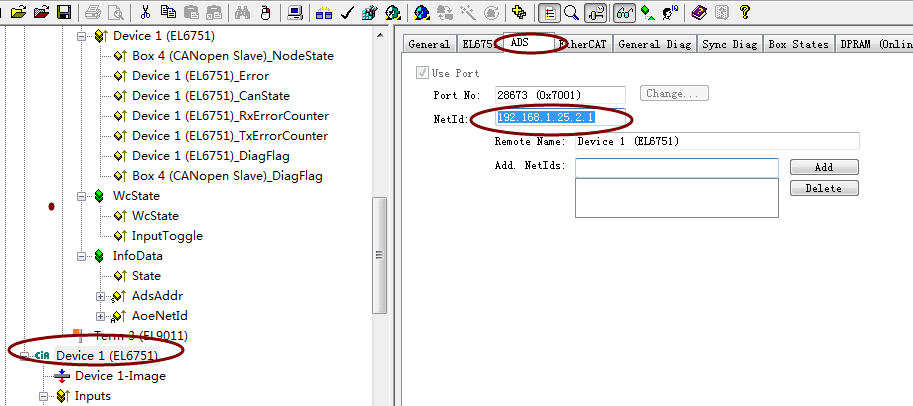 Device 1 (EL6751)
Box 4 (CANopen Slave)_NodeState
Device 1 (EL6751)_Error
Device 1 (EL6751)_CanState
Device 1 (EL6751)_RxErrorCounter
Device 1 (EL6751)_TxErrorCounter
Device 1 (EL6751)_DiagFlag
Box 4 (CANopen Slave)_DiagFlag
WcState
WcState
InputToggle
InfoData
State
AdsAddr
AoeNetId
Term 3 (EL9011)
CiA Device 1 (EL6751)
Device 1-Image
Inputs
General EL6751 ADS EtherCAT General Diag Sync Diag Box States DPRAM (Onlin
Use Port
Port No: 28673 (0x7001) Change...
NetId: 192.168.1.25.2.1
Remote Name: Device 1 (EL6751)
Add. NetIds: Add
Delete